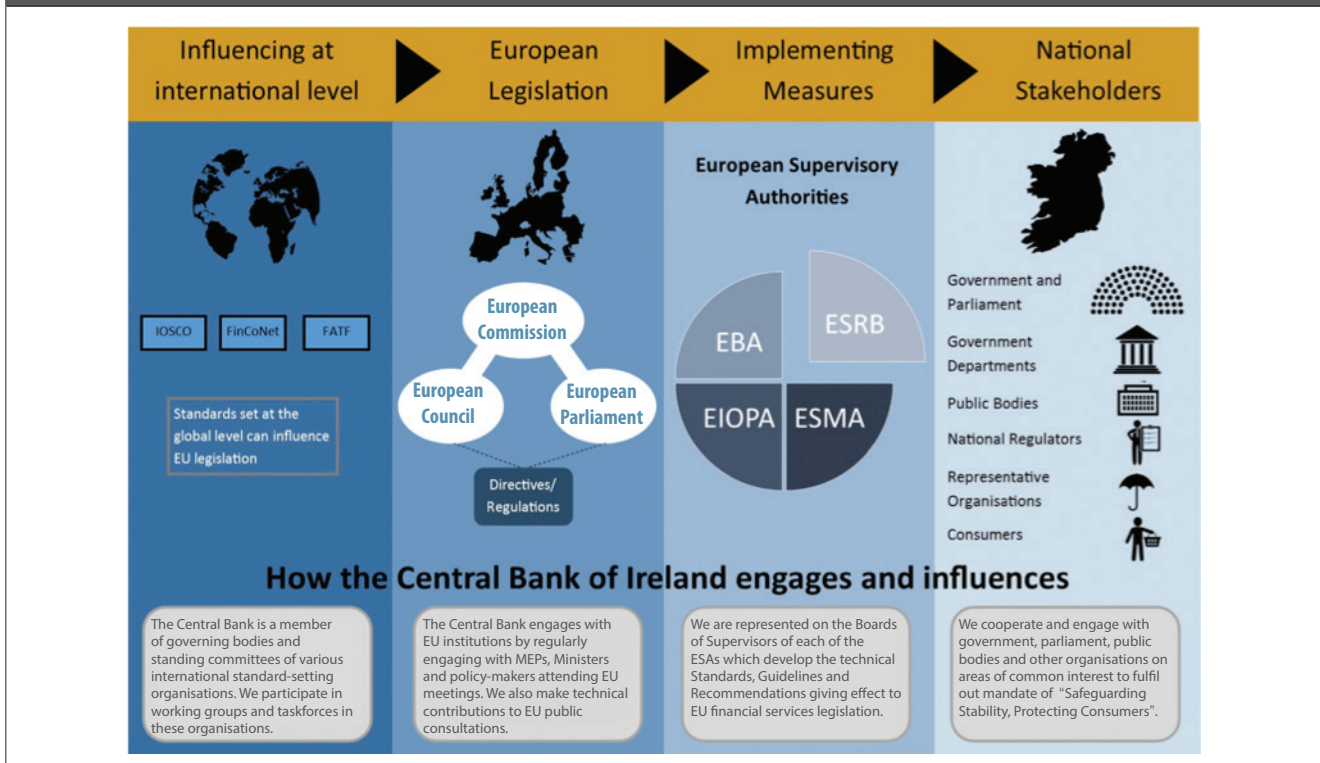 Influencing at
international level
European
Legislation
Implementing
Measures
National
Stakeholders
IOSCO
FinCoNet
FATF
Standards set at the
global level can influence
EU legislation
European
Commission
European
Council
European
Parliament
Directives/
Regulations
European Supervisory
Authorities
EBA
ESRB
EIOPA
ESMA
Government and
Parliament
Government
Departments
Public Bodies
National Regulators
Representative
Organisations
Consumers
How the Central Bank of Ireland engages and influences
The Central Bank is a member
of governing bodies and
standing committees of various
international standard-setting
organisations. We participate in
working groups and taskforces in
these organisations.
The Central Bank engages with
EU institutions by regularly
engaging with MEPs, Ministers
and policy-makers attending EU
meetings. We also make technical
contributions to EU public
consultations.
We are represented on the Boards
of Supervisors of each of the
ESAs which develop the technical
Standards, Guidelines and
Recommendations giving effect to
EU financial services legislation.
We cooperate and engage with
government, parliament, public
bodies and other organisations on
areas of common interest to fulfil
out mandate of "Safeguarding
Stability, Protecting Consumers".